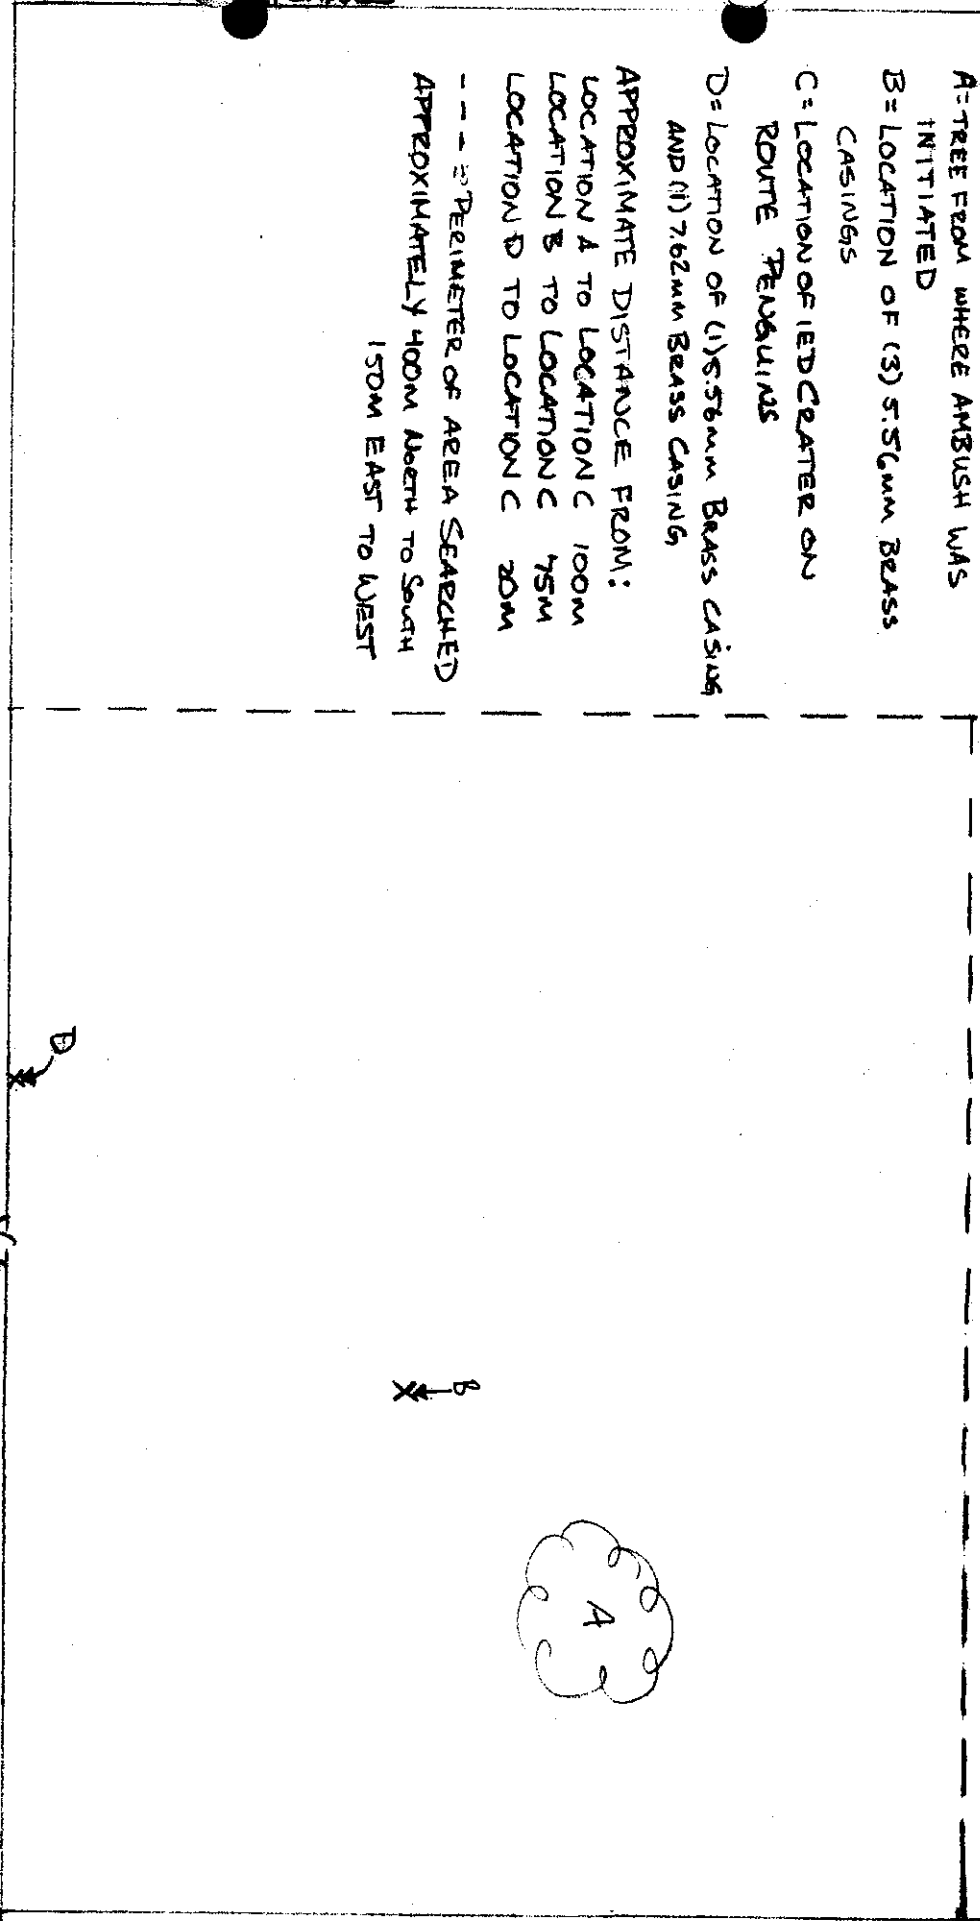 A=TREE FROM WHERE AMBUSH WAS
INITIATED
B= LOCATION OF (3) 5.56MM BRASS
CASINGS
C= LOCATION OF IED CRATER ON
ROUTE PENGUINS
D= LOCATION OF (1) 5.56MM BRASS CASING
AND (1) 7.62MM BRASS CASING
APPROXIMATE DISTANCE FROM:
LOCATION A TO LOCATION C 100M
LOCATION B TO LOCATION C 75M
LOCATION D TO LOCATION C 20M
- - - = PERIMETER OF AREA SEARCHED
APPROXIMATELY 400M NORTH TO SOUTH
150M EAST TO WEST
D
B
A